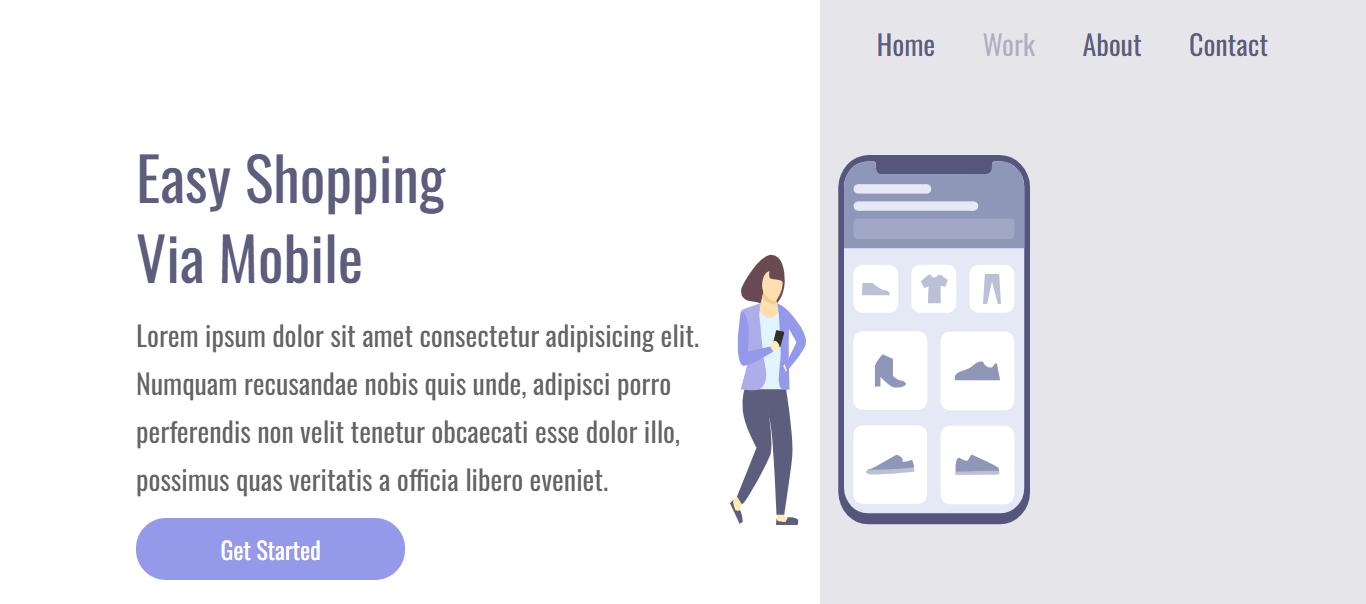 Home Work About Contact
Easy Shopping
Via Mobile
Lorem ipsum dolor sit amet consectetur adipisicing elit.
Numquam recusandae nobis quis unde, adipisci porro
perferendis non velit tenetur obcaecati esse dolor illo,
possimus quas veritatis a officia libero eveniet.
Get Started